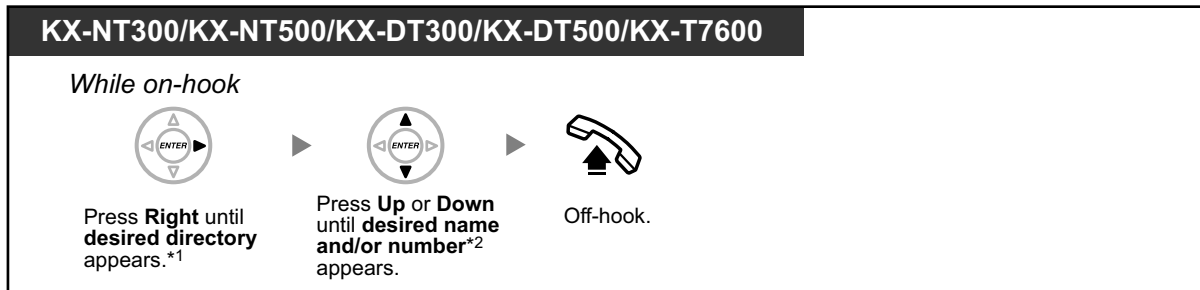 KX-NT300/KX-NT500/KX-DT300/KX-DT500/KX-T7600
While on-hook
ENTER
ENTER
Press Right until
desired directory
appears.*1
Press Up or Down
until desired name
and/or number*2
appears.
Off-hook.